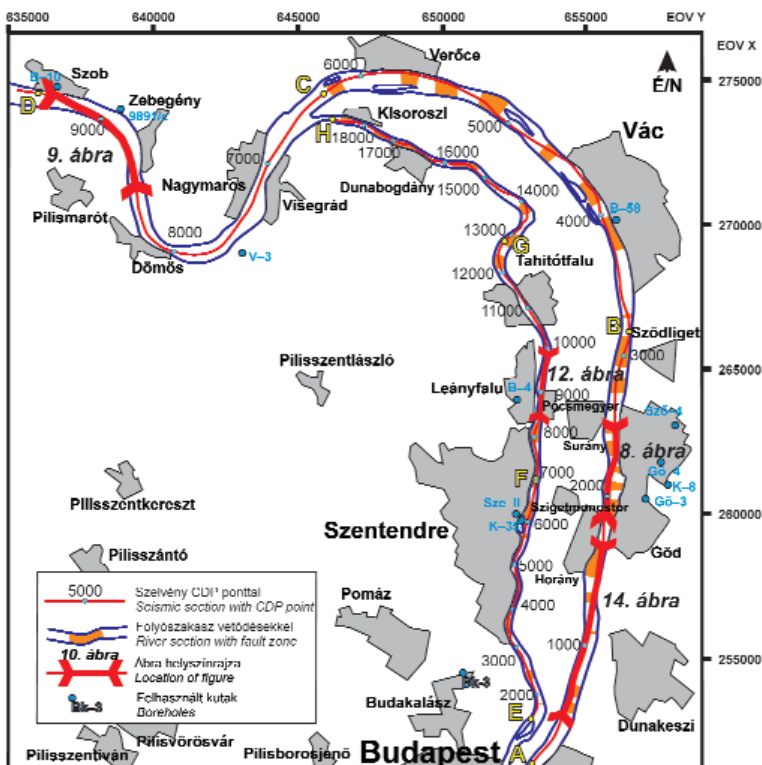 635000 640000 645000 650000 655000 EOV Y
EOV X
É/N
275000
270000
265000
260000
255000
B–10
Szob
D
9000
Zebegény
9. ábra
Pilismarót
Nagymaros
7000
8000
Dömös
Visegrád
V–3
C
6000
Verőce
H
Kisoroszi
18000
17000
16000
15000
14000
13000
12000
11000
10000
Dunabogdány
5000
Vác
4000
B–58
G
Tahitótfalu
B
Sződliget
3000
Pilisszentlászló
Leányfalu
B–4
12. ábra
9000
Pócsmegyer
8000
Surány
8. ábra
Sző–4
Gö–4
K–8
Gö–3
2000
F
7000
Szigetmonostor
Sze–II
6000
Szentendre
Göd
Pilisszentkereszt
Pilisszántó
5000
Horány
4000
14. ábra
Pomáz
3000
1000
2000
Bk–3
Budakalász
E
A
Dunakeszi
Budapest
Pilisborosjenő
Pilisvörösvár
Pilisszentiván
5000
Szelvény CDP ponttal
Seismic section with CDP point
Folyószakasz vetődésekkel
River section with fault zone
10. ábra
Ábra helyszínrajza
Location of figure
Bk–3
Felhasznált kutak
Boreholes